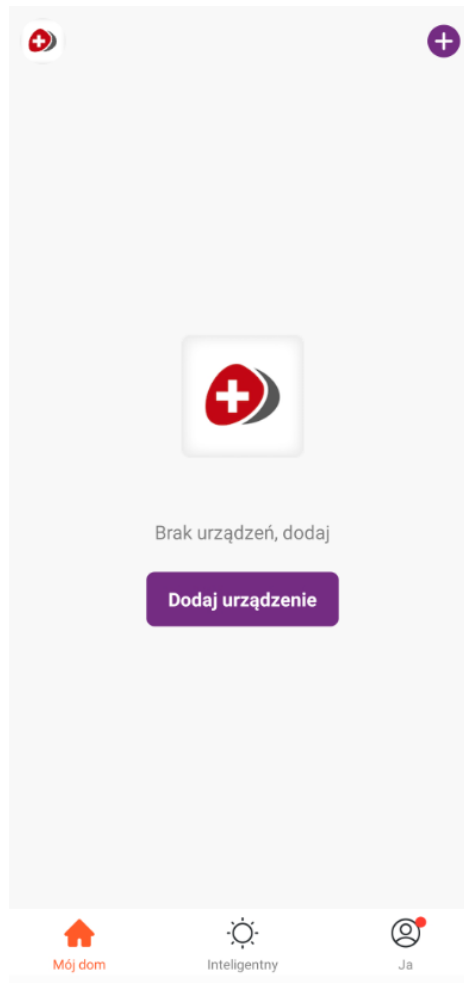 Brak urządzeń, dodaj
Dodaj urządzenie
Mój dom
Inteligentny
Ja